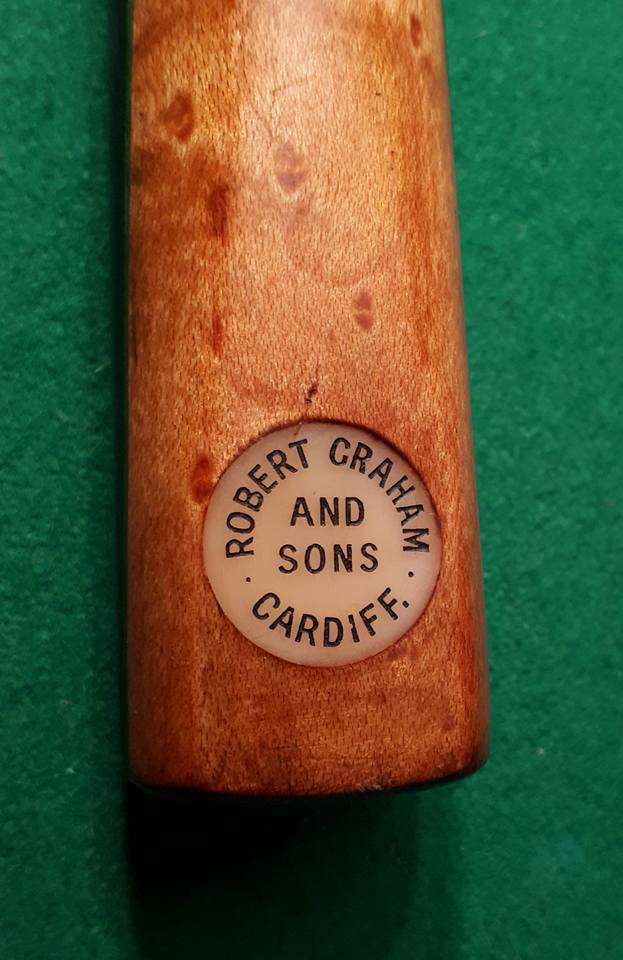 ROBERT GRAHAM
AND
SONS
· CARDIFF. ·